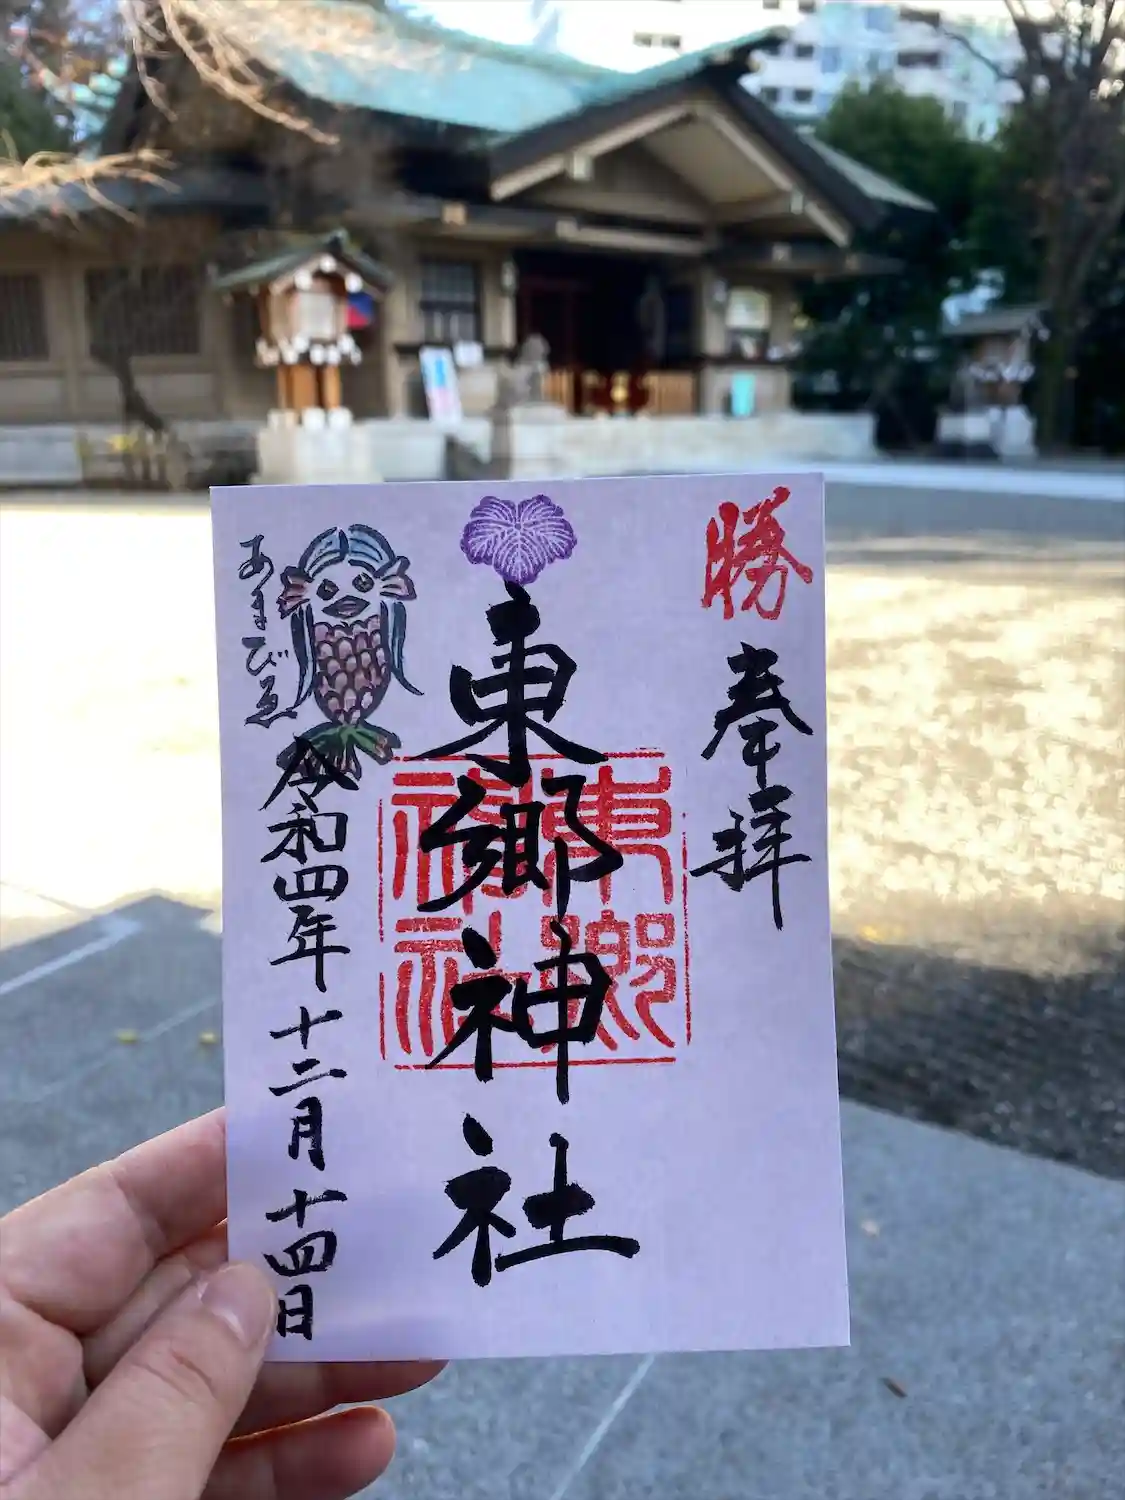 勝
奉拝
東郷神社
東郷神社
あまびゑ
令和四年十二月十四日